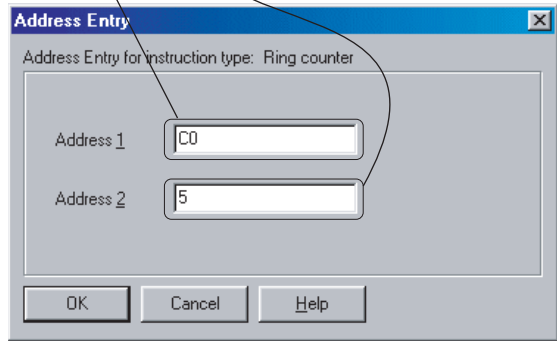 Address Entry
Address Entry for instruction type: Ring counter
Address 1 C0
Address 2 5
OK Cancel Help